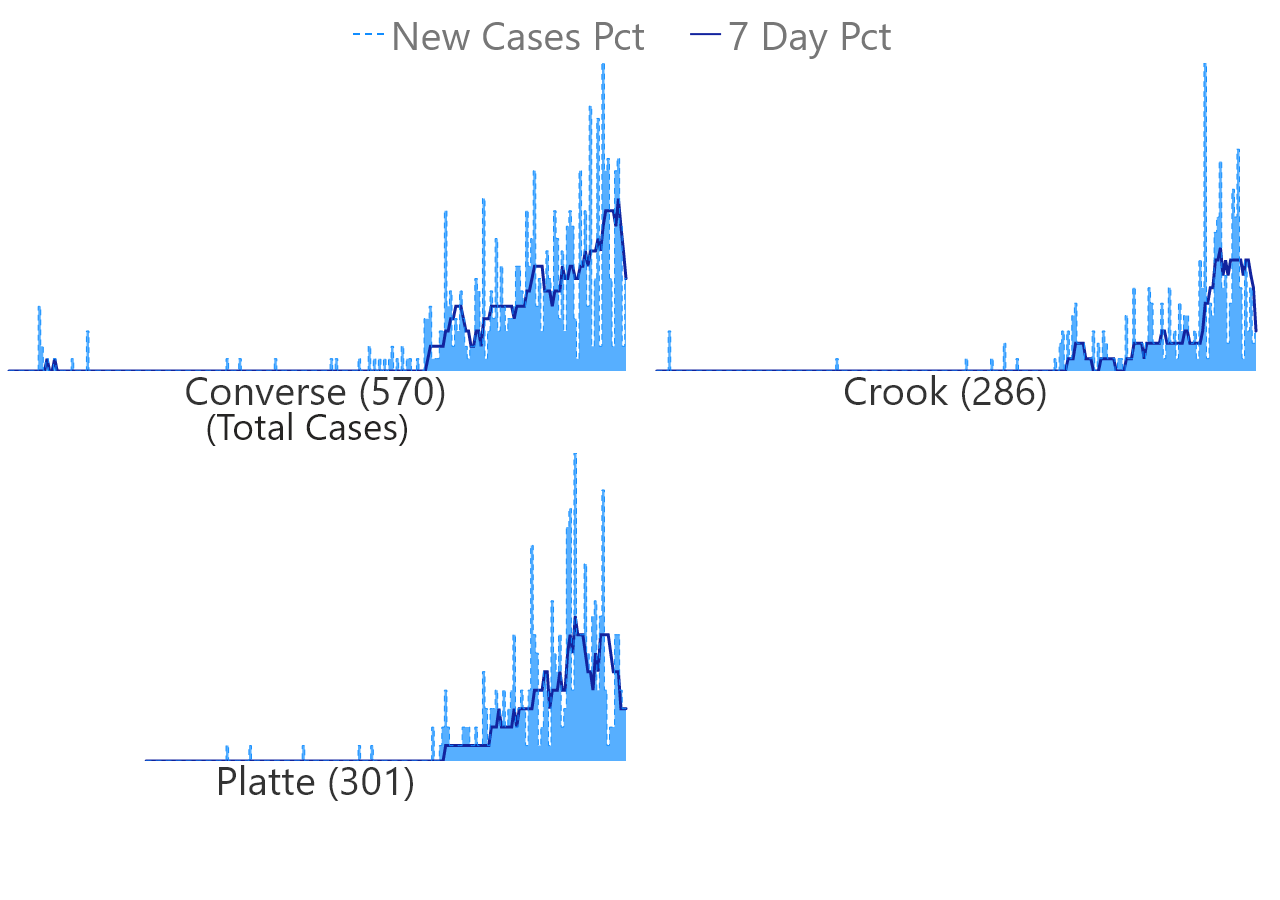 New Cases Pct 7 Day Pct
Converse (570)
(Total Cases)
Crook (286)
Platte (301)